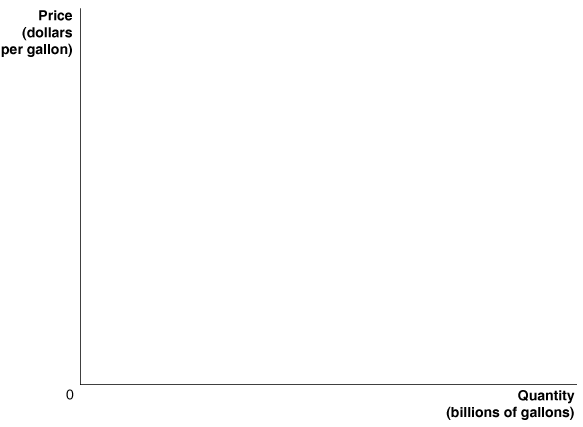 Price
(dollars
per gallon)
0
Quantity
(billions of gallons)